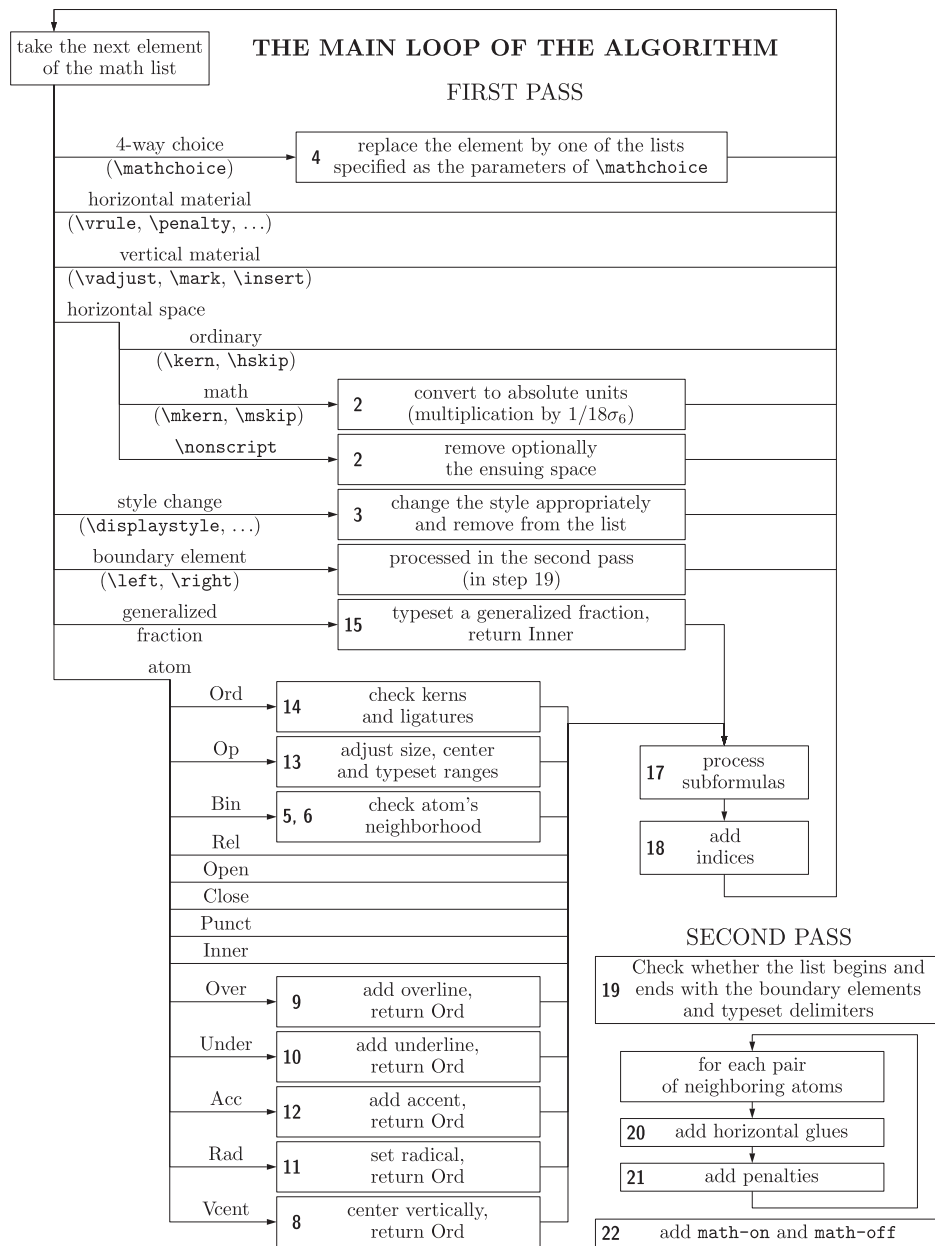 THE MAIN LOOP OF THE ALGORITHM
take the next element
of the math list
FIRST PASS
4-way choice
(\mathchoice)
4 replace the element by one of the lists
specified as the parameters of \mathchoice
horizontal material
(\vrule, \penalty, ...)
vertical material
(\vadjust, \mark, \insert)
horizontal space
ordinary
(\kern, \hskip)
math
(\mkern, \mskip)
2 convert to absolute units
(multiplication by 1/18σ₆)
\nonscript
2 remove optionally
the ensuing space
style change
(\displaystyle, ...)
3 change the style appropriately
and remove from the list
boundary element
(\left, \right)
processed in the second pass
(in step 19)
generalized
fraction
15 typeset a generalized fraction,
return Inner
atom
Ord
14 check kerns
and ligatures
Op
13 adjust size, center
and typeset ranges
Bin
5, 6 check atom's
neighborhood
Rel
Open
Close
Punct
Inner
Over
9 add overline,
return Ord
Under
10 add underline,
return Ord
Acc
12 add accent,
return Ord
Rad
11 set radical,
return Ord
Vcent
8 center vertically,
return Ord
17 process
subformulas
18 add
indices
SECOND PASS
19 Check whether the list begins and
ends with the boundary elements
and typeset delimiters
for each pair
of neighboring atoms
20 add horizontal glues
21 add penalties
22 add math-on and math-off